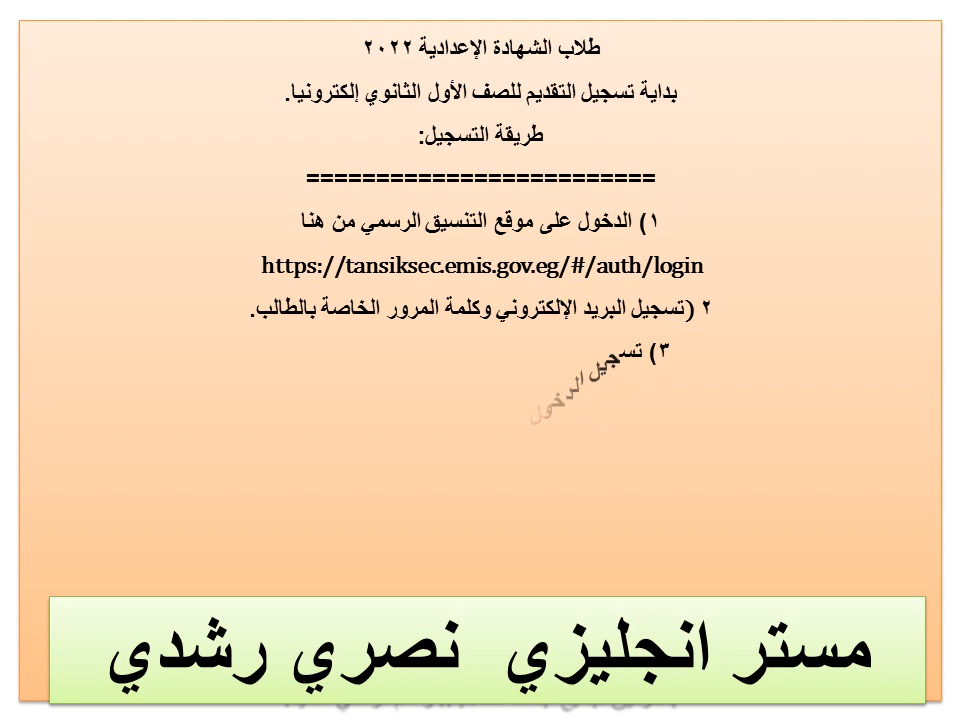 طلاب الشهادة الإعدادية ٢٠٢٢
بداية تسجيل التقديم للصف الأول الثانوي إلكترونيا.
طريقة التسجيل:
=========================
١) الدخول على موقع التنسيق الرسمي من هنا
https://tansiksec.emis.gov.eg/#/auth/login
٢ (تسجيل البريد الإلكتروني وكلمة المرور الخاصة بالطالب.
٣) تسجيل الدخول
مستر انجليزي نصري رشدي